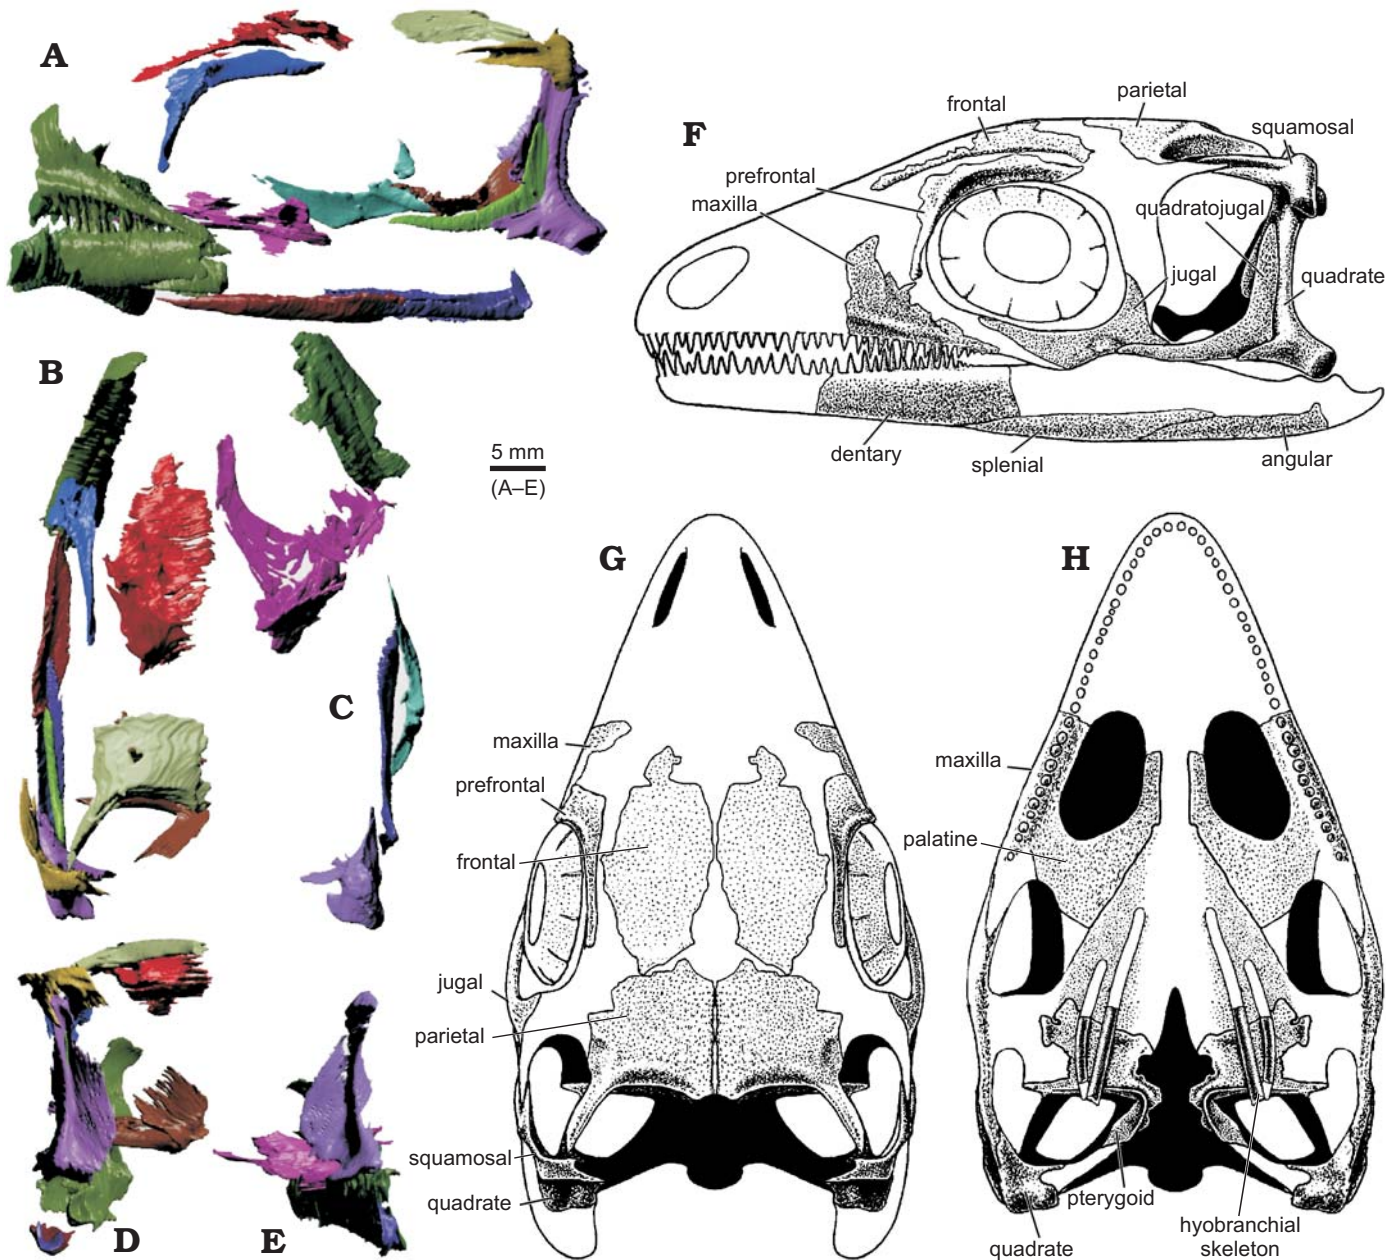 A
B
C
D
E
5 mm
(A–E)
F
frontal
parietal
squamosal
prefrontal
maxilla
quadratojugal
jugal
quadrate
dentary
splenial
angular
G
maxilla
prefrontal
frontal
jugal
parietal
squamosal
quadrate
H
maxilla
palatine
pterygoid
quadrate
hyobranchial
skeleton